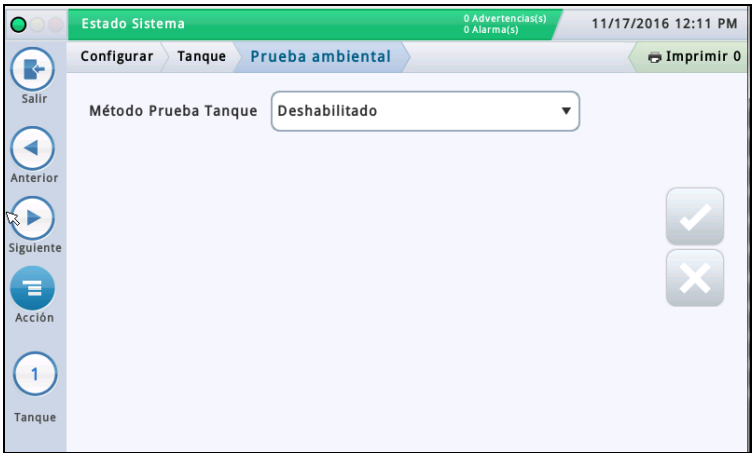 Estado Sistema
0 Advertencias(s)
0 Alarma(s)
11/17/2016 12:11 PM
Configurar
Tanque
Prueba ambiental
Imprimir 0
Salir
Método Prueba Tanque
Deshabilitado
Anterior
Siguiente
Acción
1
Tanque